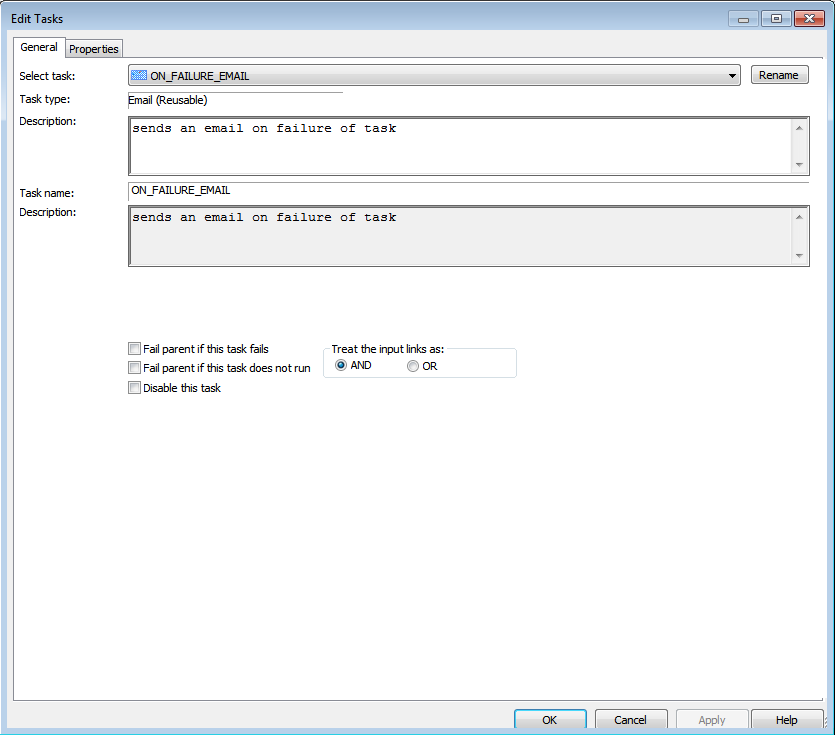 Edit Tasks
General Properties
Select task: ON_FAILURE_EMAIL Rename
Task type: Email (Reusable)
Description: sends an email on failure of task
Task name: ON_FAILURE_EMAIL
Description: sends an email on failure of task
Fail parent if this task fails Treat the input links as:
Fail parent if this task does not run AND OR
Disable this task
OK Cancel Apply Help